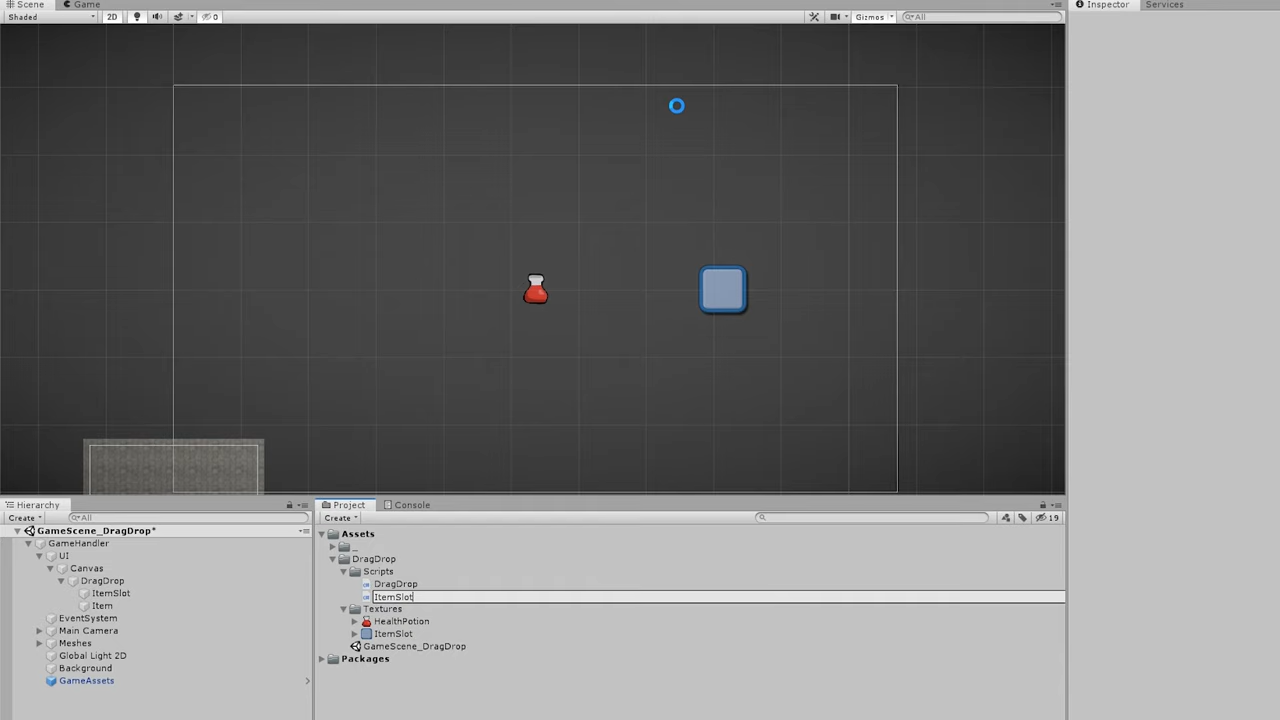 Scene Game Inspector Services
Shaded 2D 0 Gizmos All
Hierarchy Project Console
Create All Create 19
GameScene_DragDrop* Assets
GameHandler _
UI DragDrop
Canvas Scripts
DragDrop DragDrop
ItemSlot ItemSlot
Item Textures
EventSystem HealthPotion
Main Camera ItemSlot
Meshes GameScene_DragDrop
Global Light 2D Packages
Background
GameAssets